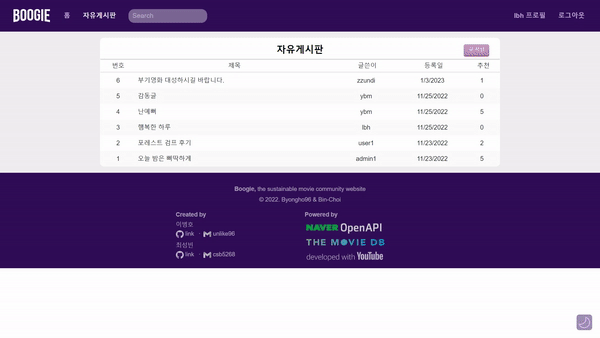 BOOGIE 홈 자유게시판 Search lbh 프로필 로그아웃
자유게시판
번호 제목 글쓴이 등록일 추천
6 부기영화 대성하시길 바랍니다. zzundi 1/3/2023 1
5 감동글 ybm 11/25/2022 0
4 난예뻐 ybm 11/25/2022 5
3 행복한 하루 lbh 11/25/2022 0
2 포레스트 검프 후기 user1 11/23/2022 2
1 오늘 밤은 삐딱하게 admin1 11/23/2022 5
Boogie, the sustainable movie community website
© 2022. Byongho96 & Bin-Choi
Created by
이병호
link · unlike96
최성빈
link · csb5268
Powered by
NAVER OpenAPI
THE MOVIE DB
developed with YouTube